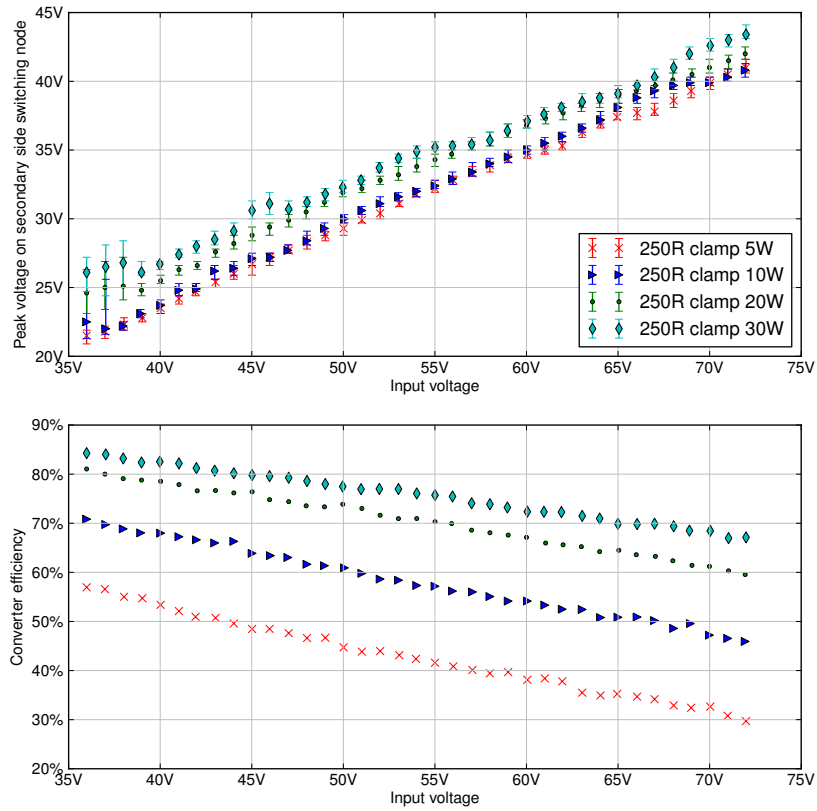 45V
40V
35V
30V
25V
20V
Peak voltage on secondary side switching node
250R clamp 5W
250R clamp 10W
250R clamp 20W
250R clamp 30W
35V 40V 45V 50V 55V 60V 65V 70V 75V
Input voltage
90%
80%
70%
60%
50%
40%
30%
20%
Converter efficiency
35V 40V 45V 50V 55V 60V 65V 70V 75V
Input voltage